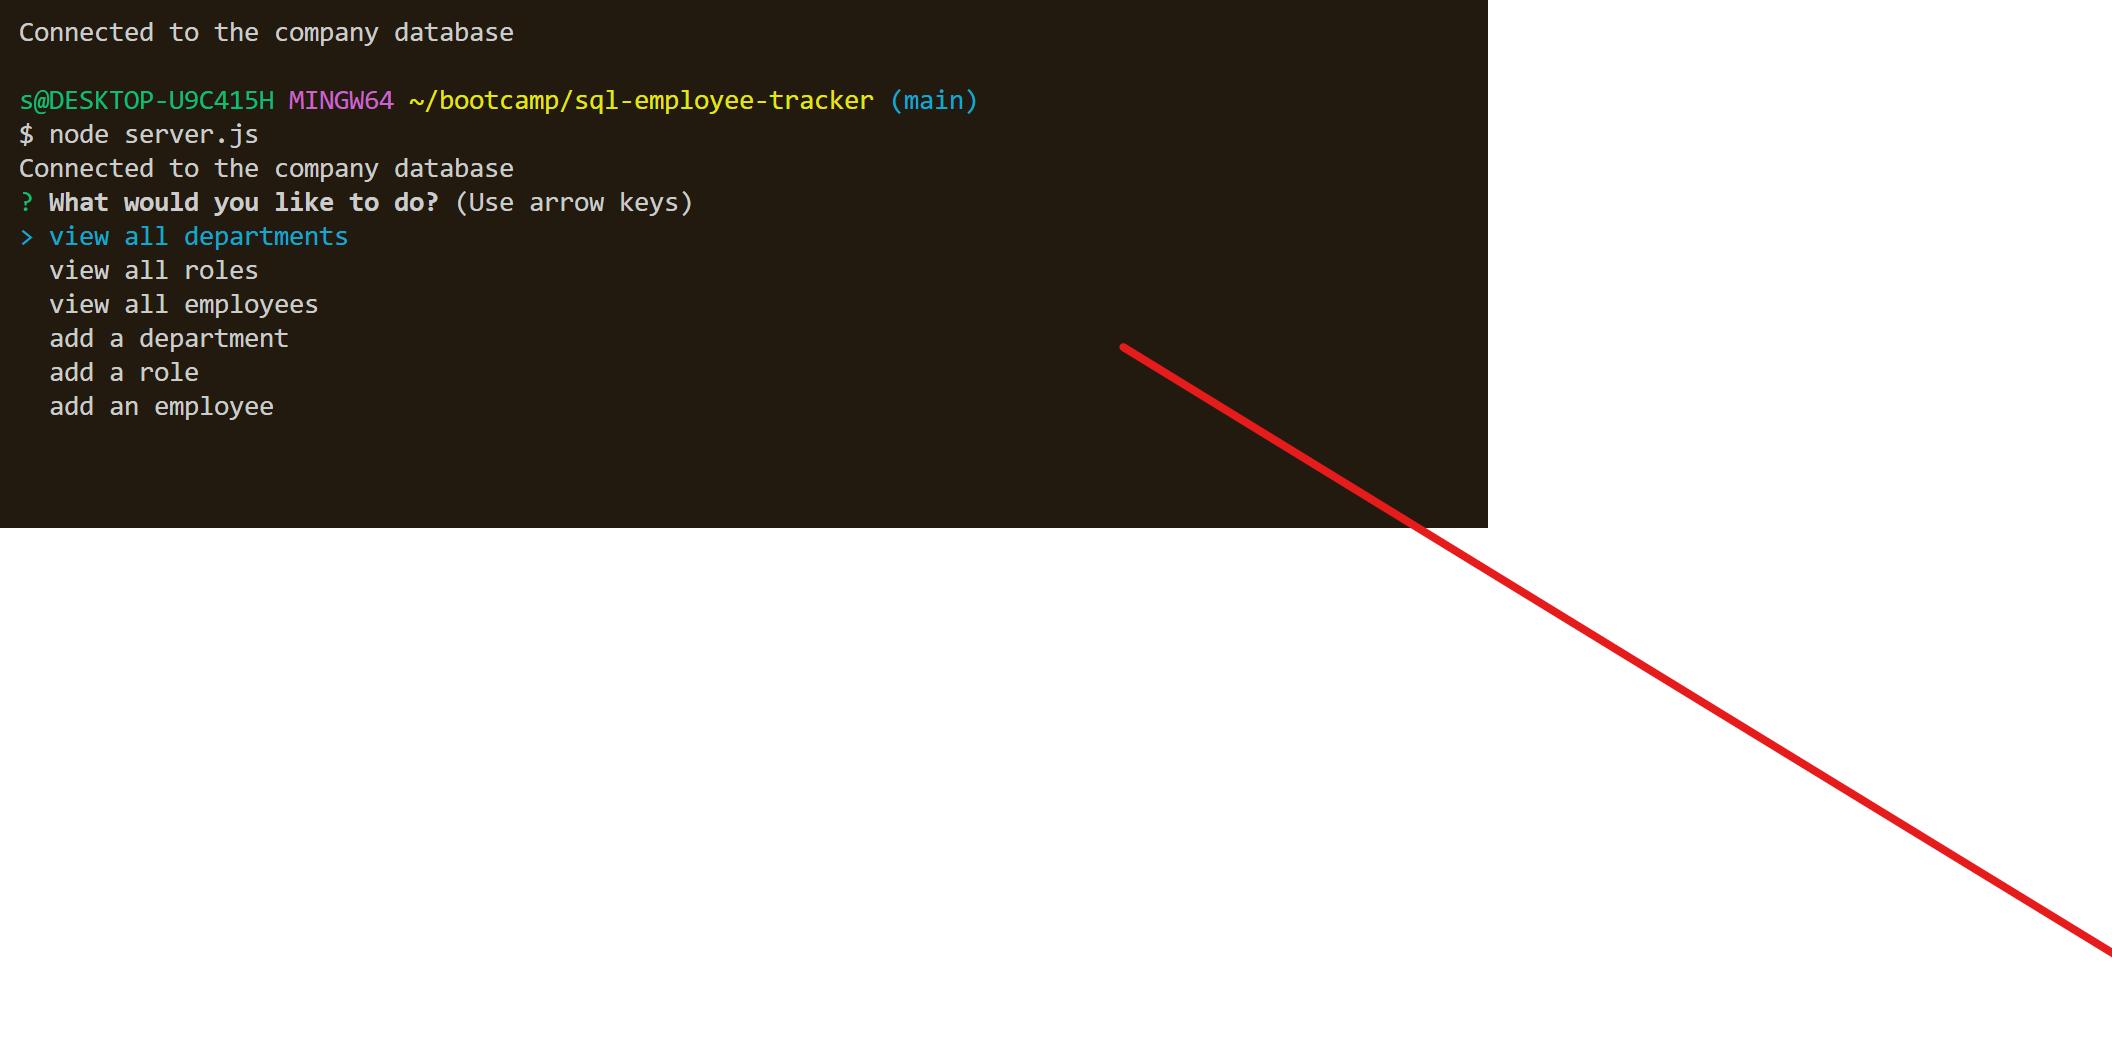 Connected to the company database
s@DESKTOP-U9C415H MINGW64 ~/bootcamp/sql-employee-tracker (main)
$ node server.js
Connected to the company database
? What would you like to do? (Use arrow keys)
> view all departments
view all roles
view all employees
add a department
add a role
add an employee